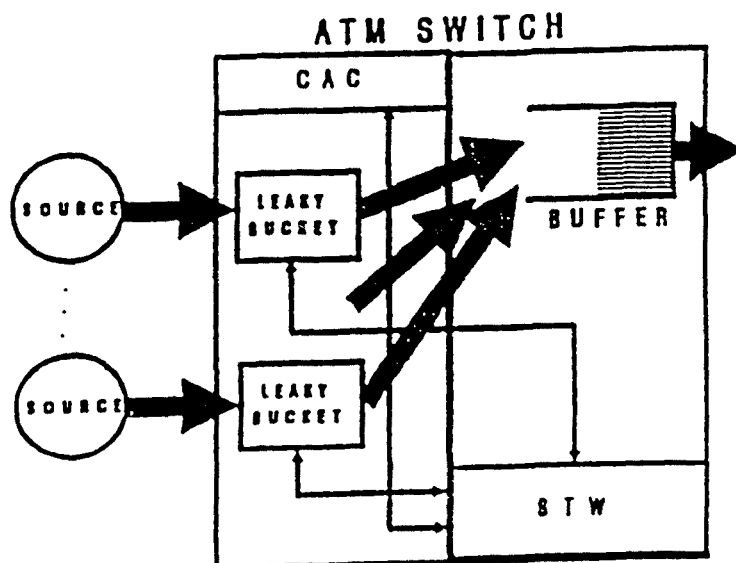 ATM SWITCH
CAC
SOURCE
LEAKY
BUCKET
BUFFER
SOURCE
LEAKY
BUCKET
STW